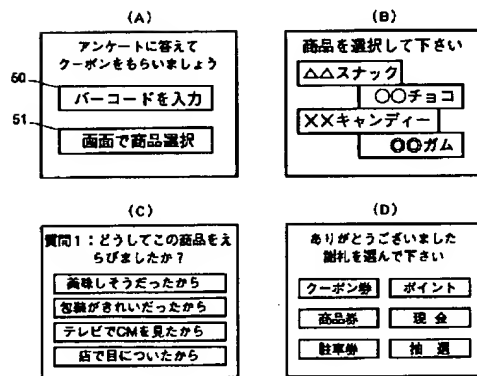 (A)
アンケートに答えて
クーポンをもらいましょう
50
バーコードを入力
51
画面で商品選択
(B)
商品を選択して下さい
△△スナック
○○チョコ
××キャンディー
◎◎ガム
(C)
質問1:どうしてこの商品をえ
らびましたか?
美味しそうだったから
包装がきれいだったから
テレビでCMを見たから
店で目についたから
(D)
ありがとうございました
謝礼を選んで下さい
クーポン券
ポイント
商品券
現 金
駐車券
抽 選